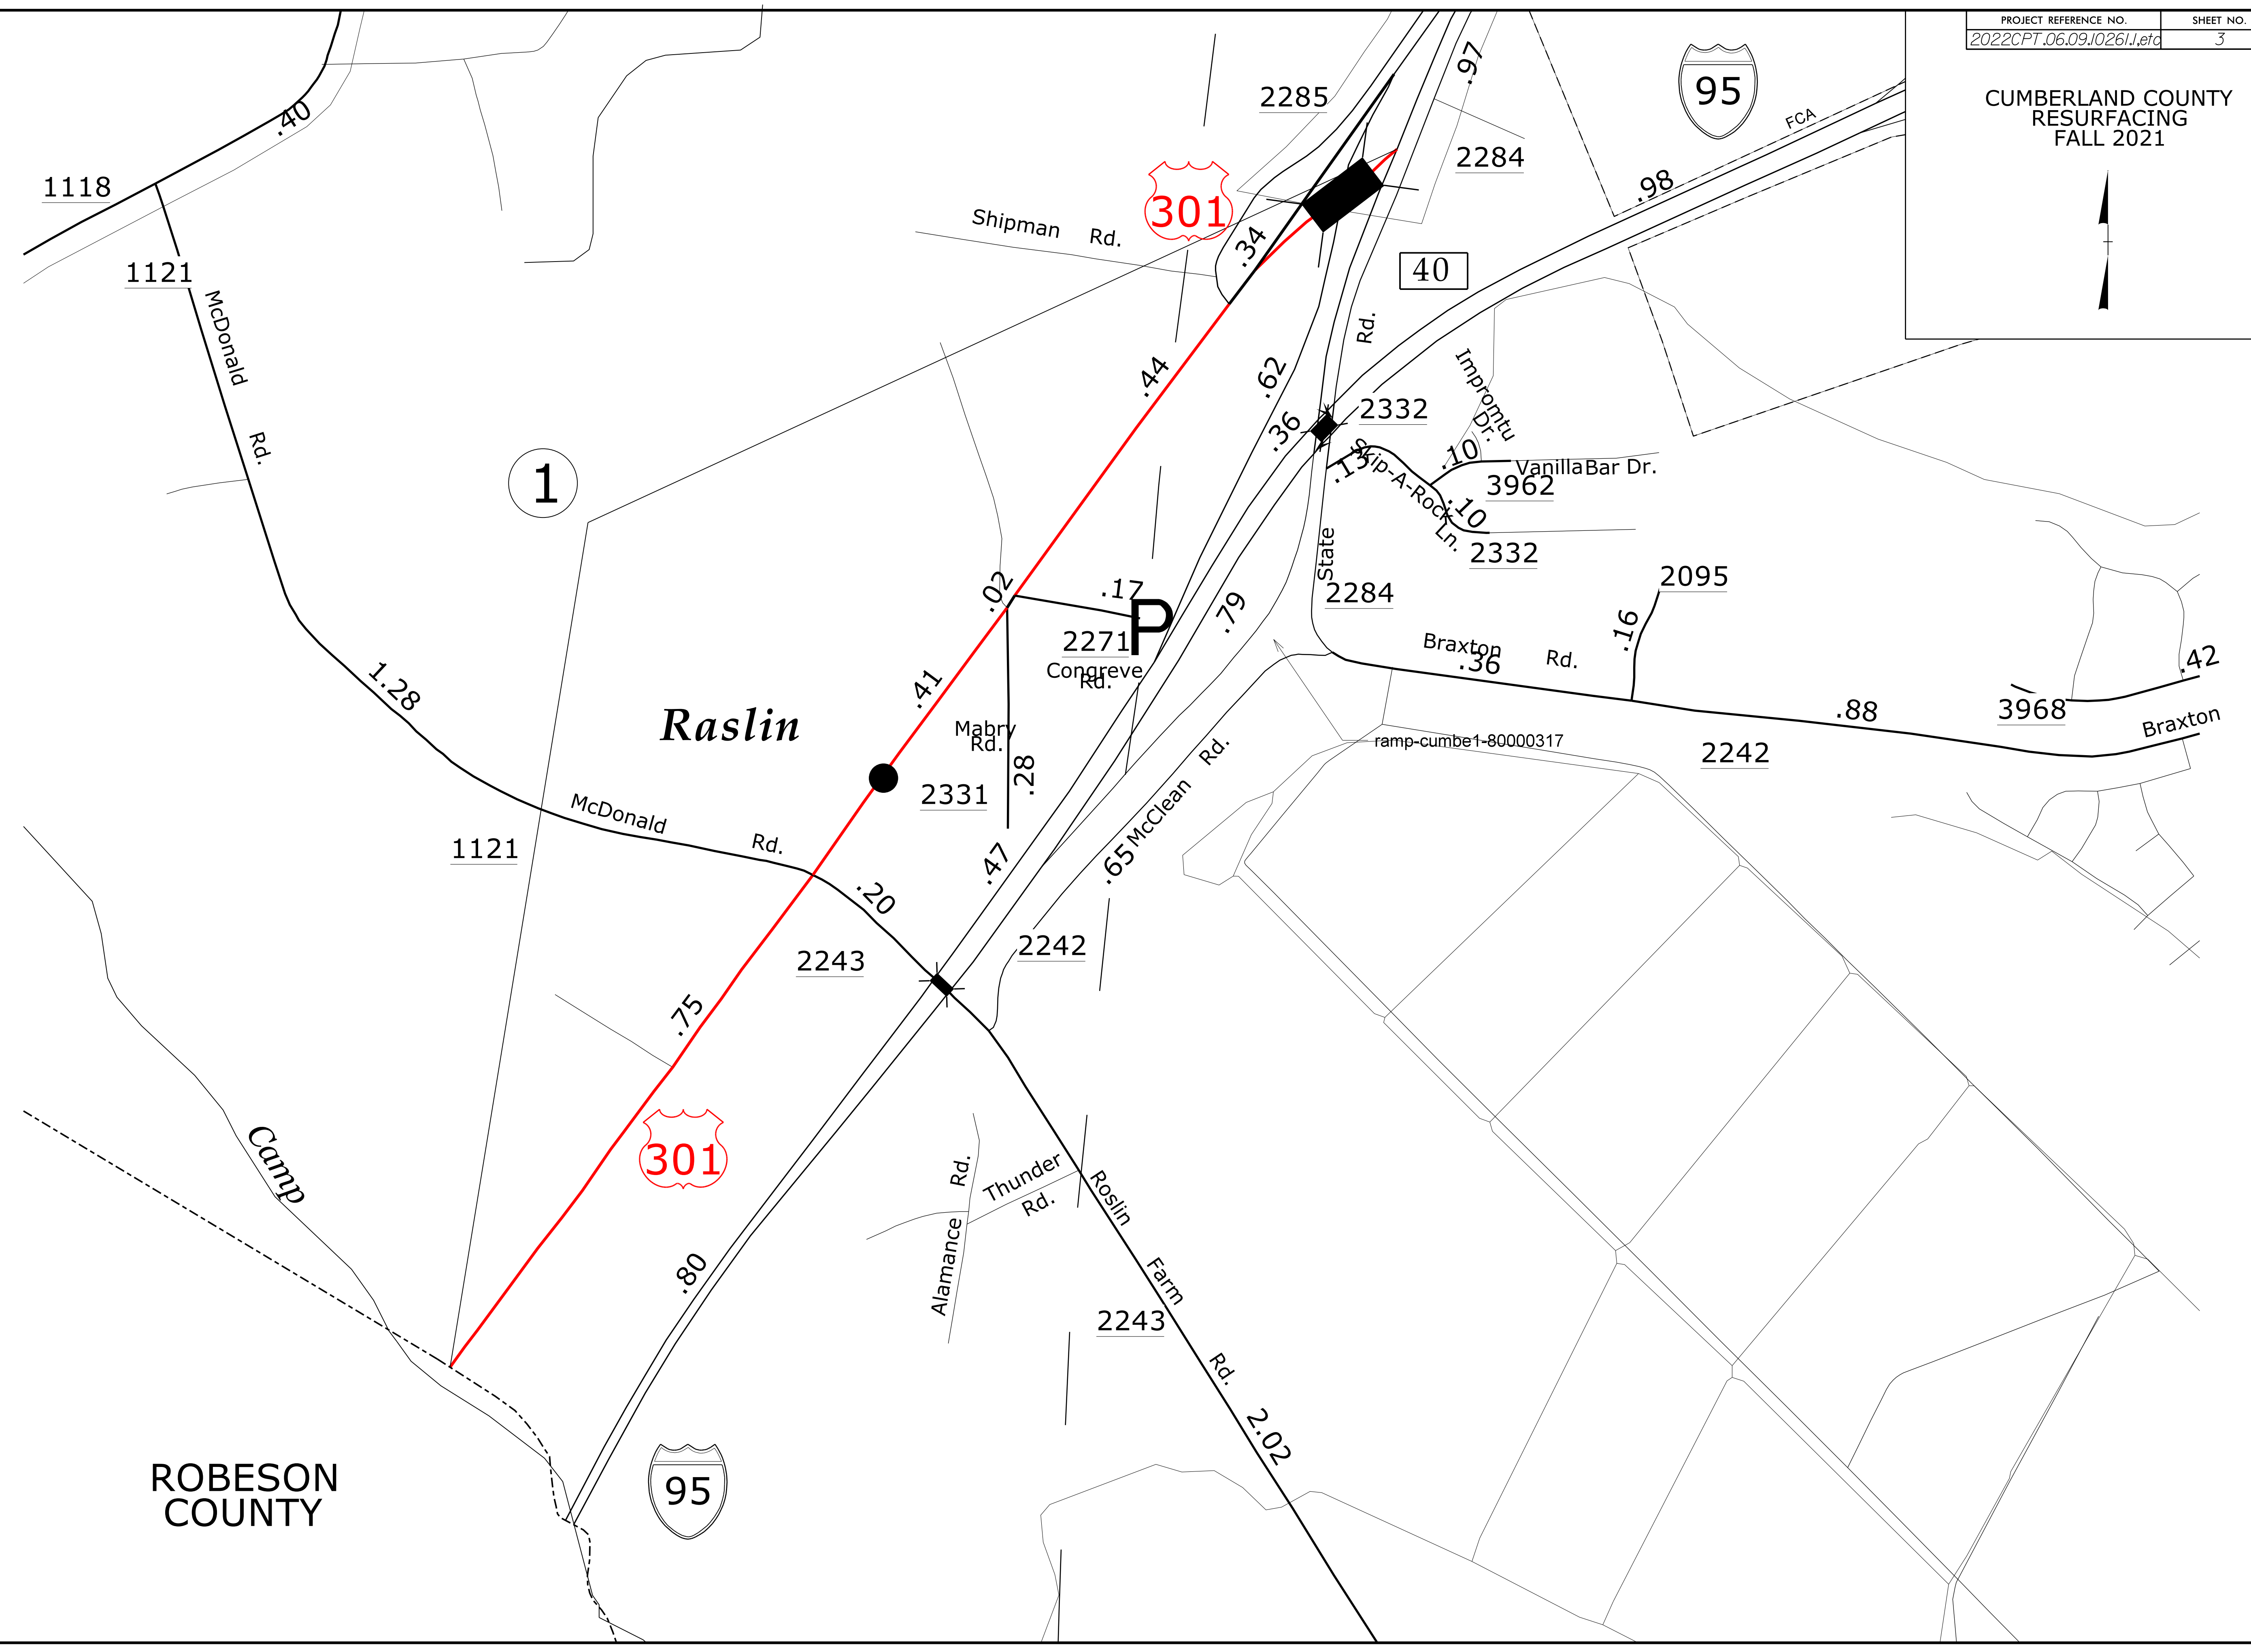 PROJECT REFERENCE NO. SHEET NO.
2022CPT.06.09.10261.1,etc 3
CUMBERLAND COUNTY
RESURFACING
FALL 2021
95
.97
2285
2284
FCA
.98
.40
1118
1121
301
Shipman Rd.
.34
40
McDonald Rd.
.44
.62
Rd.
.36
2332
Impromtu
Dr.
.10
VanillaBar Dr.
3962
.13
Skip-A-Rock
Ln.
.10
2332
1
State
2284
2095
.16
.02
.17
P
2271
Congreve
Rd.
.79
Braxton Rd.
.36
.42
3968
.88
Braxton
2242
ramp-cumbe1-80000317
1.28
.41
Raslin
Mabry
Rd.
.28
2331
McDonald Rd.
1121
.47
.65
McClean Rd.
.20
2243
2242
.75
301
Camp
Thunder
Rd.
Alamance Rd.
Roslin Farm Rd.
2243
.80
2.02
ROBESON
COUNTY
95